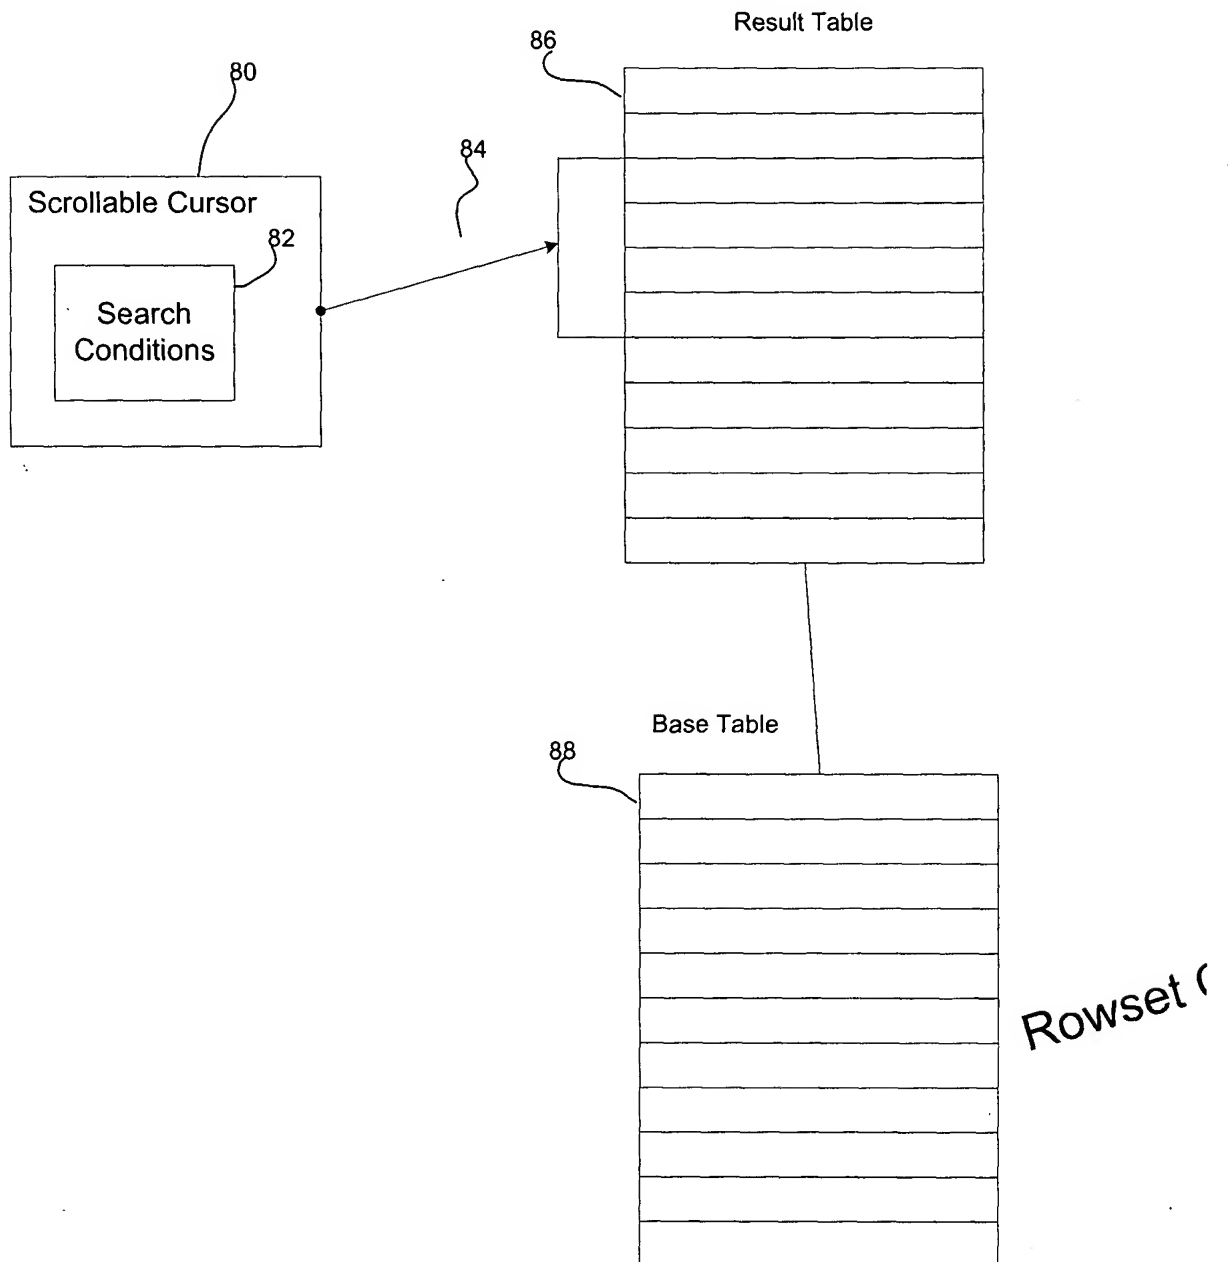 Result Table
86
80
84
Scrollable Cursor
82
Search
Conditions
Base Table
88
Rowset